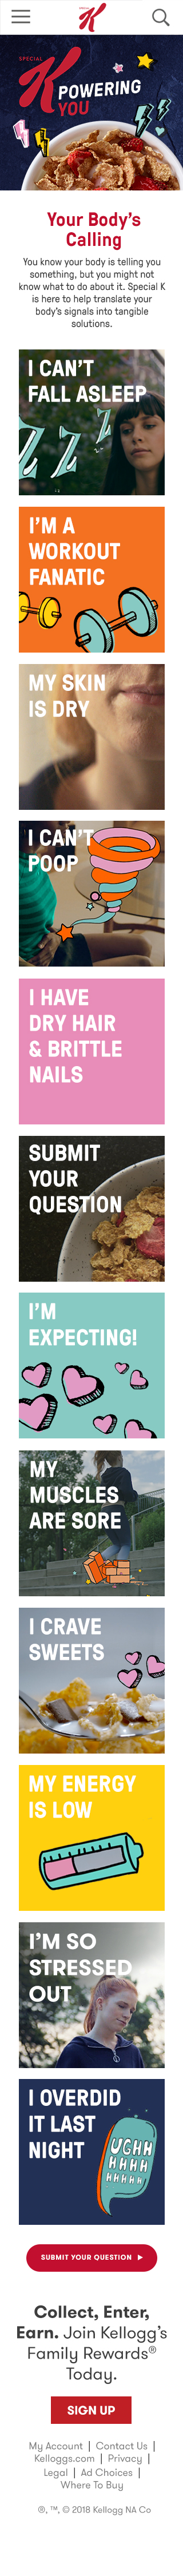 K
SPECIAL
K
POWERING
YOU
Your Body's
Calling
You know your body is telling you
something, but you might not
know what to do about it. Special K
is here to help translate your
body's signals into tangible
solutions.
I CAN'T
FALL ASLEEP
I'M A
WORKOUT
FANATIC
MY SKIN
IS DRY
I CAN'T
POOP
I HAVE
DRY HAIR
& BRITTLE
NAILS
SUBMIT
YOUR
QUESTION
I'M
EXPECTING!
MY
MUSCLES
ARE SORE
I CRAVE
SWEETS
MY ENERGY
IS LOW
I'M SO
STRESSED
OUT
I OVERDID
IT LAST
NIGHT
UGHH
HHHH
HHHHH
SUBMIT YOUR QUESTION
Collect, Enter,
Earn. Join Kellogg's
Family Rewards®
Today.
SIGN UP
My Account | Contact Us |
Kelloggs.com | Privacy |
Legal | Ad Choices |
Where To Buy
®, ™, © 2018 Kellogg NA Co